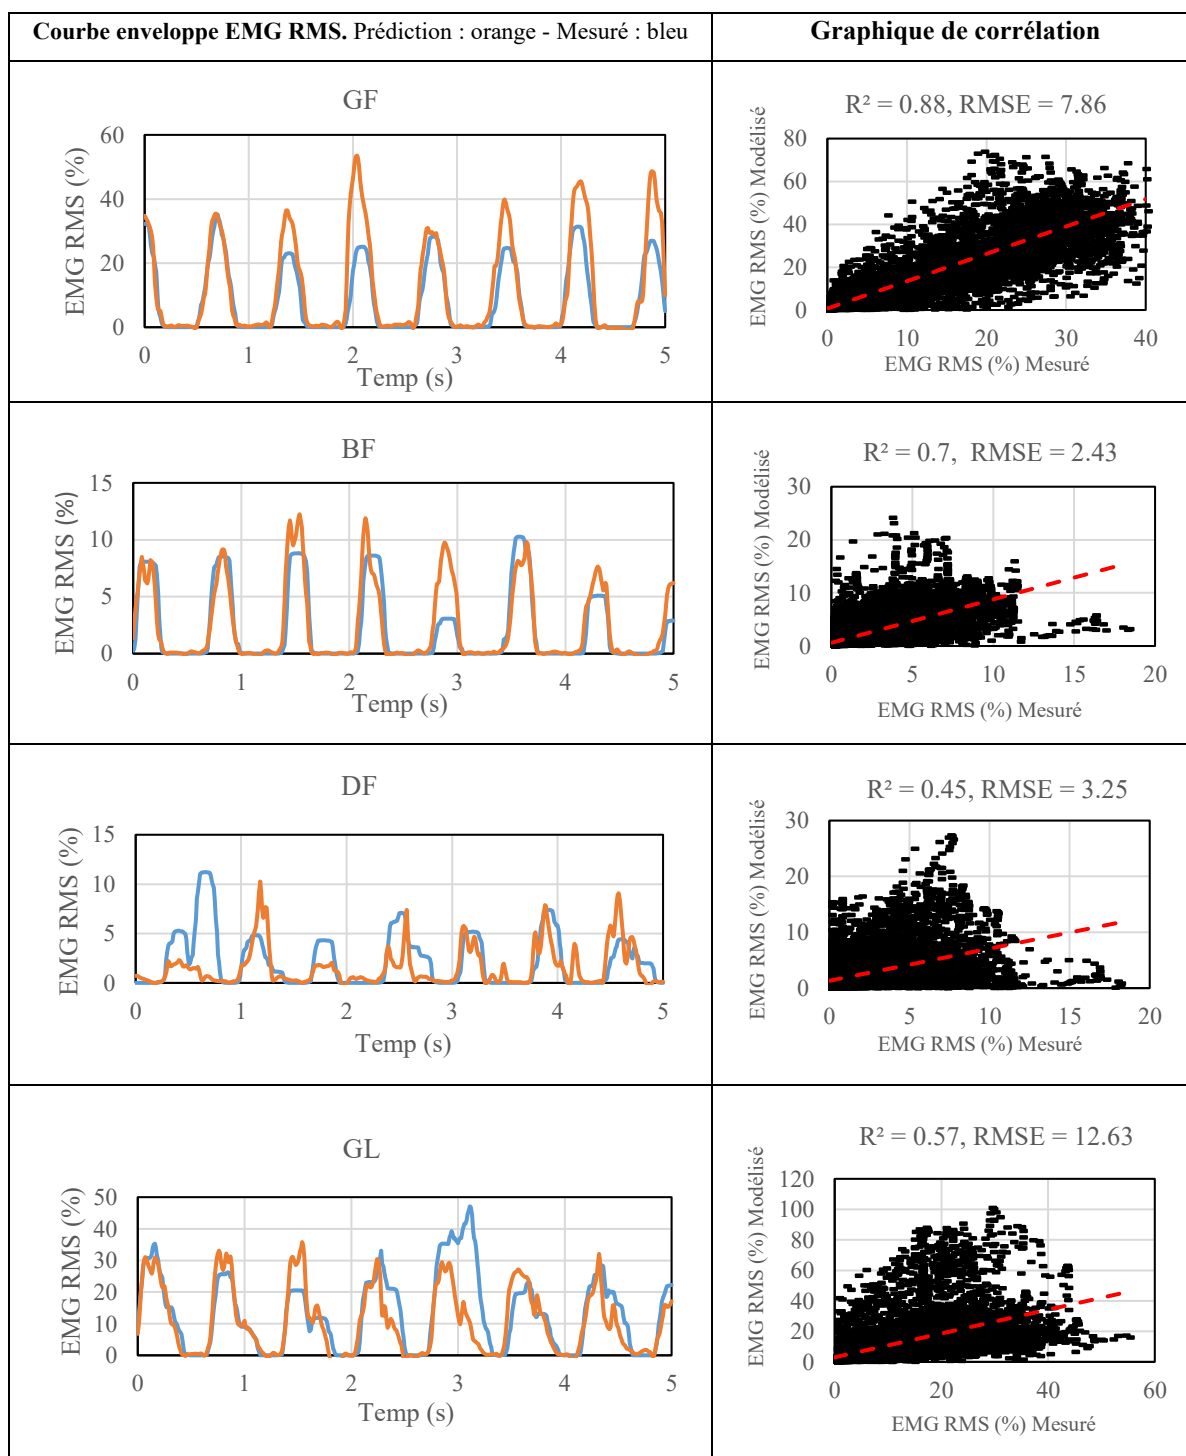 Courbe enveloppe EMG RMS. Prédiction : orange - Mesuré : bleu
Graphique de corrélation
GF
EMG RMS (%)
60
40
20
0
0 1 2 3 4 5
Temp (s)
R² = 0.88, RMSE = 7.86
EMG RMS (%) Modélisé
80
60
40
20
0
0 10 20 30 40
EMG RMS (%) Mesuré
BF
EMG RMS (%)
15
10
5
0
0 1 2 3 4 5
Temp (s)
R² = 0.7, RMSE = 2.43
EMG RMS (%) Modélisé
30
20
10
0
0 5 10 15 20
EMG RMS (%) Mesuré
DF
EMG RMS (%)
15
10
5
0
0 1 2 3 4 5
Temp (s)
R² = 0.45, RMSE = 3.25
EMG RMS (%) Modélisé
30
20
10
0
0 5 10 15 20
EMG RMS (%) Mesuré
GL
EMG RMS (%)
50
40
30
20
10
0
0 1 2 3 4 5
Temp (s)
R² = 0.57, RMSE = 12.63
EMG RMS (%) Modélisé
120
100
80
60
40
20
0
0 20 40 60
EMG RMS (%) Mesuré